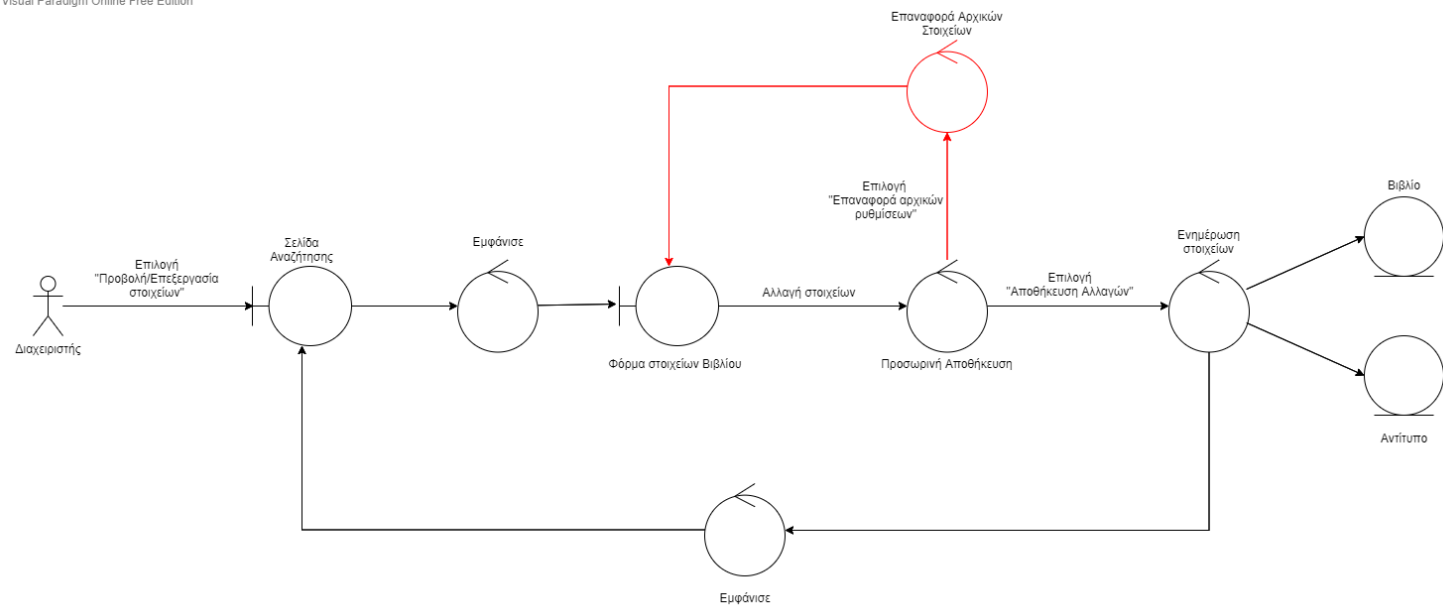 Visual Paradigm Online Free Edition
Επαναφορά Αρχικών
Στοιχείων
Επιλογή
"Επαναφορά αρχικών
ρυθμίσεων"
Βιβλίο
Ενημέρωση
στοιχείων
Σελίδα
Αναζήτησης
Εμφάνισε
Επιλογή
"Προβολή/Επεξεργασία
στοιχείων"
Αλλαγή στοιχείων
Επιλογή
"Αποθήκευση Αλλαγών"
Διαχειριστής
Φόρμα στοιχείων Βιβλίου
Προσωρινή Αποθήκευση
Αντίτυπο
Εμφάνισε